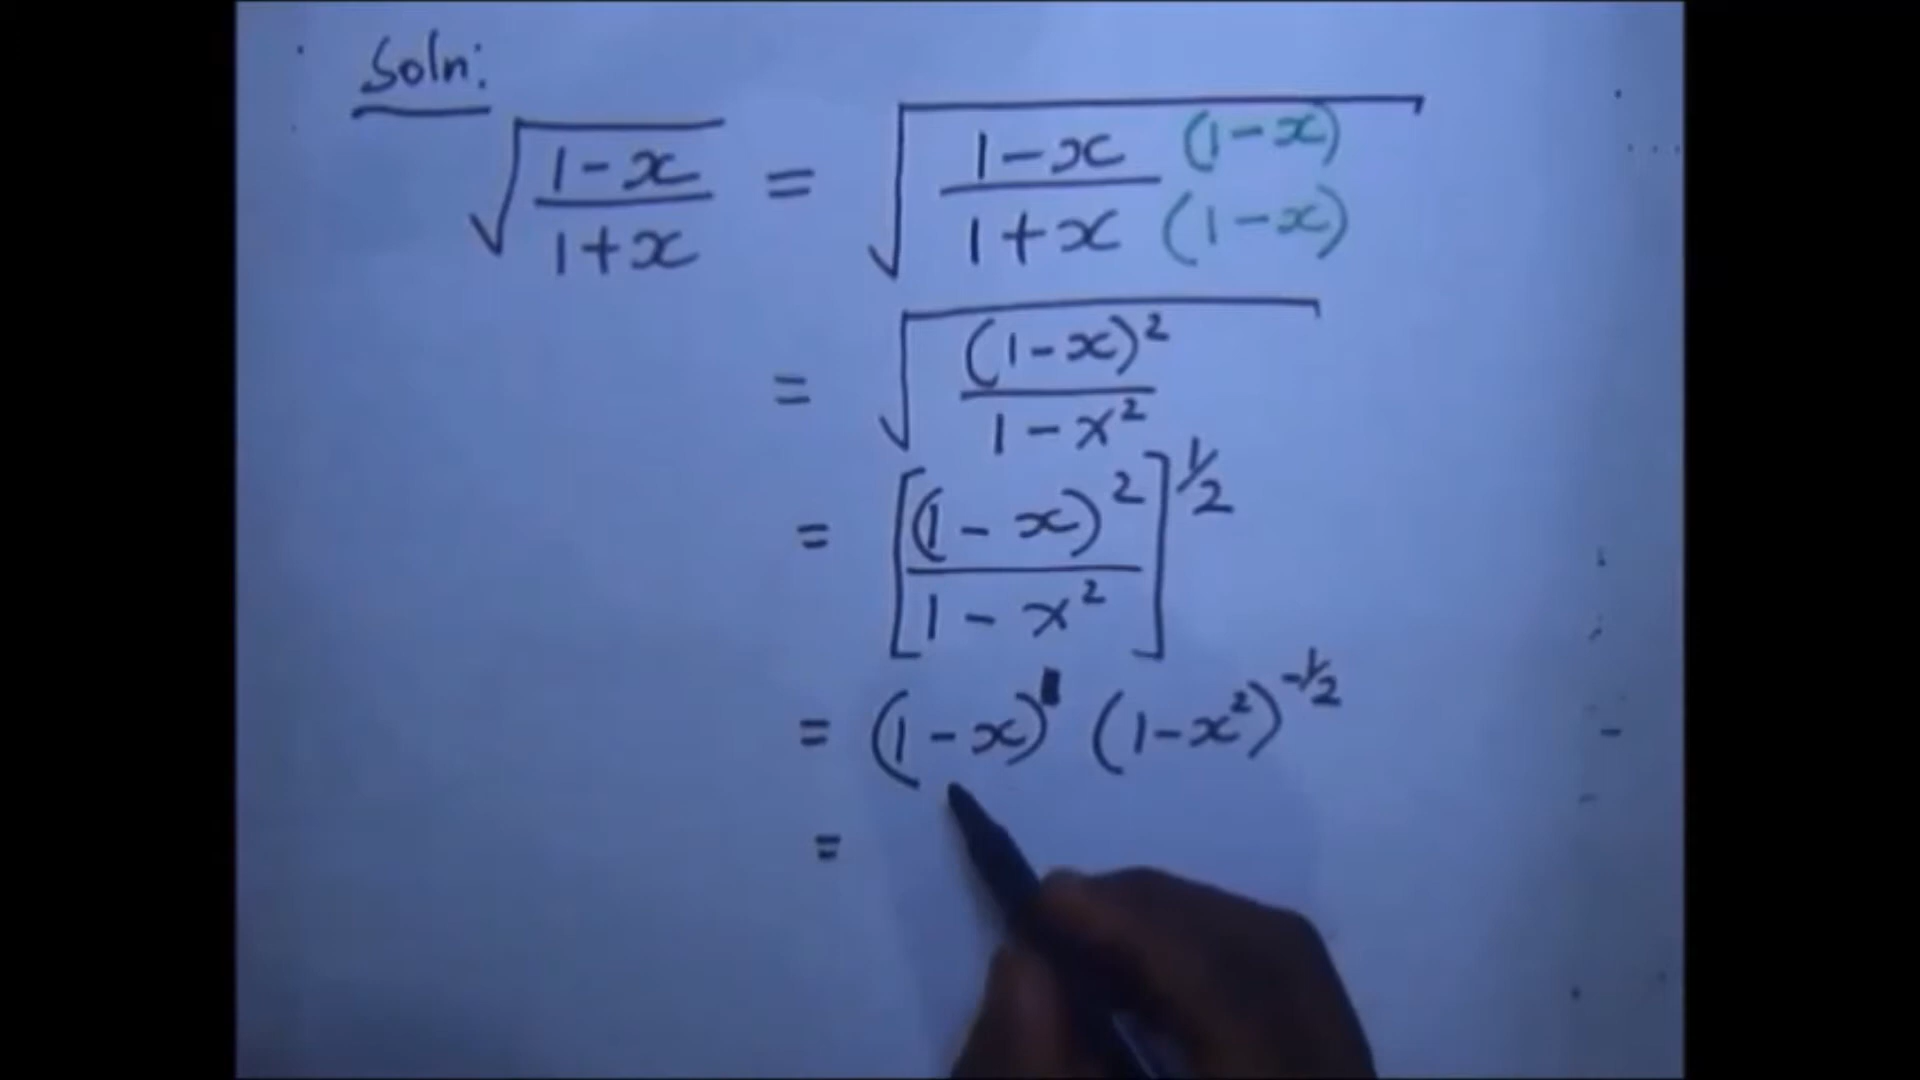 Soln:
√((1-x)/(1+x)) = √((1-x)(1-x)/(1+x)(1-x))
= √((1-x)²/(1-x²))
= [(1-x)²/(1-x²)]^½
= (1-x)¹ (1-x²)^-½
=